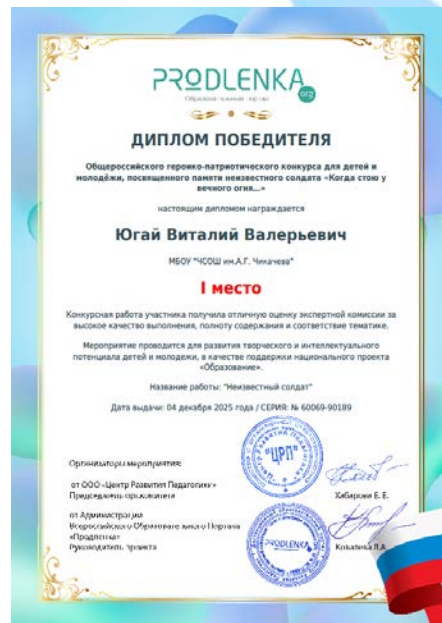 PRODLENKA
.org
ДИПЛОМ ПОБЕДИТЕЛЯ
Общероссийского героико-патриотического конкурса для детей и
молодёжи, посвященного памяти неизвестного солдата «Когда стою у
вечного огня...»
настоящим дипломом награждается
Югай Виталий Валерьевич
МБОУ "ЧСОШ им.А.Г. Чикачева"
I место
Конкурсная работа участника получила отличную оценку экспертной комиссии за
высокое качество выполнения, полноту содержания и соответствие тематике.
Мероприятие проводится для развития творческого и интеллектуального
потенциала детей и молодежи, в качестве поддержки национального проекта
«Образование».
Название работы: "Неизвестный солдат"
Дата выдачи: 04 декабря 2025 года / СЕРИЯ: № 60069-90189
Организаторы мероприятия:
от ООО «Центр Развития Педагогики»
Председатель оргкомитета
"ЦРП"
Хабарова Е. Е.
от Администрации
Всероссийского Образовательного Портала
«Продленка»
Руководитель проекта
PRODLENKA